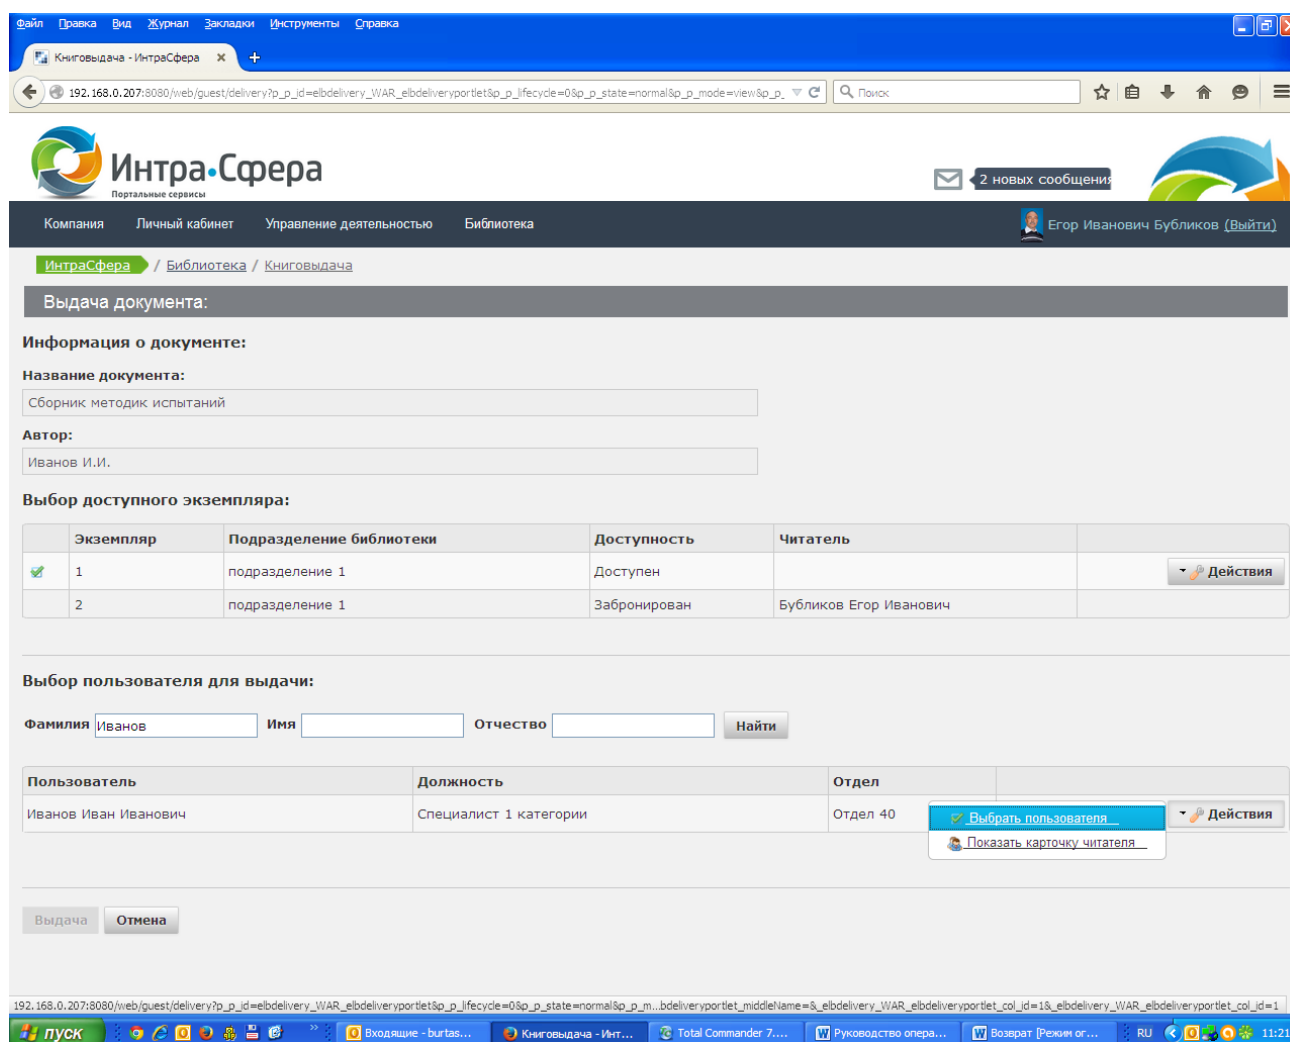 Файл Правка Вид Журнал Закладки Инструменты Справка
Книговыдача - ИнтраСфера
192.168.0.207:8080/web/guest/delivery?p_p_id=elbdelivery_WAR_elbdeliveryportlet&p_p_lifecycle=0&p_p_state=normal&p_p_mode=view&p_p_ Поиск
Интра•Сфера
Портальные сервисы
2 новых сообщения
Компания Личный кабинет Управление деятельностью Библиотека Егор Иванович Бубликов (Выйти)
ИнтраСфера / Библиотека / Книговыдача
Выдача документа:
Информация о документе:
Название документа:
Сборник методик испытаний
Автор:
Иванов И.И.
Выбор доступного экземпляра:
Экземпляр Подразделение библиотеки Доступность Читатель
1 подразделение 1 Доступен Действия
2 подразделение 1 Забронирован Бубликов Егор Иванович
Выбор пользователя для выдачи:
Фамилия Иванов Имя Отчество Найти
Пользователь Должность Отдел
Иванов Иван Иванович Специалист 1 категории Отдел 40 Выбрать пользователя Действия
Показать карточку читателя
Выдача Отмена
192.168.0.207:8080/web/guest/delivery?p_p_id=elbdelivery_WAR_elbdeliveryportlet&p_p_lifecycle=0&p_p_state=normal&p_p_m...bdeliveryportlet_middleName=&_elbdelivery_WAR_elbdeliveryportlet_col_id=1&_elbdelivery_WAR_elbdeliveryportlet_col_id=1
пуск Входящие - burtas... Книговыдача - Инт... Total Commander 7.... Руководство опера... Возврат [Режим ог... RU 11:21